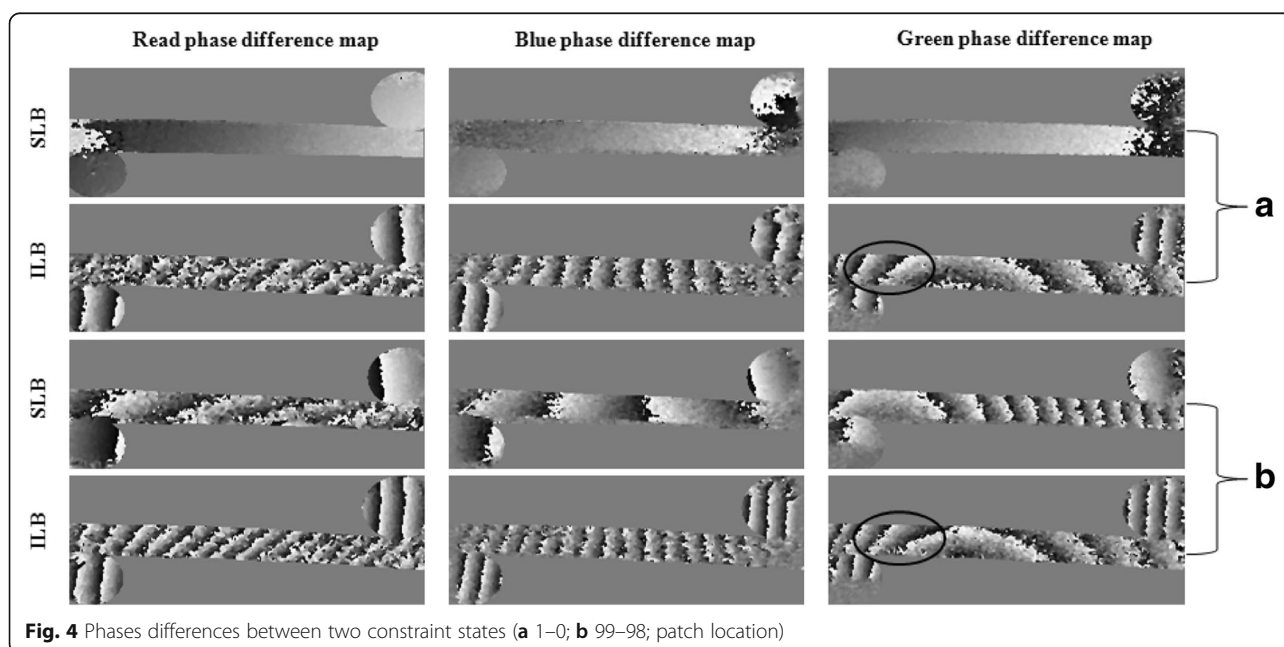 Read phase difference map
Blue phase difference map
Green phase difference map
SLB
ILB
a
SLB
ILB
b
Fig. 4 Phases differences between two constraint states (a 1–0; b 99–98; patch location)